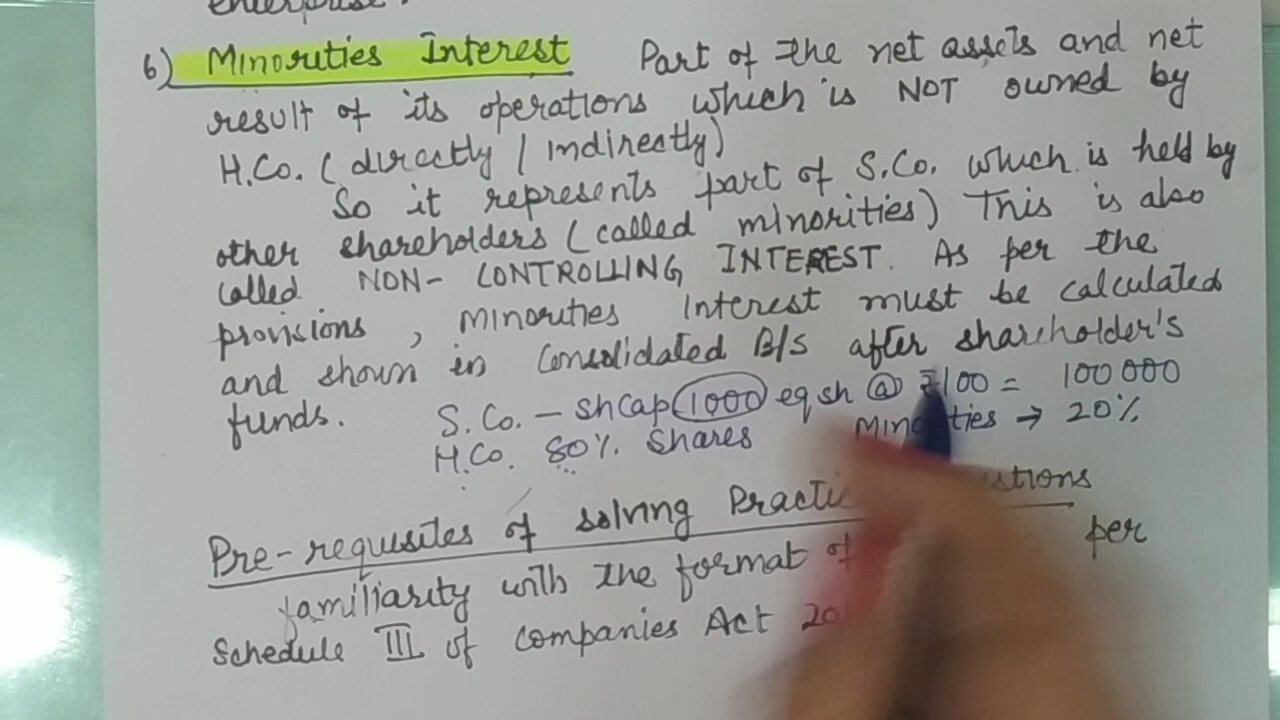 enterprise.
6) Minorities Interest Part of the net assets and net
result of its operations which is NOT owned by
H.Co. (directly / indirectly)
So it represents part of S.Co. which is held by
other shareholders (called minorities) This is also
called NON-CONTROLLING INTEREST. As per the
provisions, minorities interest must be calculated
and shown in consolidated B/S after shareholder's
funds.
S.Co. - sh cap 1000 eq sh @ ₹100 = 100000
H.Co. 80% shares Minorities → 20%
Pre-requisites of solving
familiarity with the format of per
Schedule III of companies Act